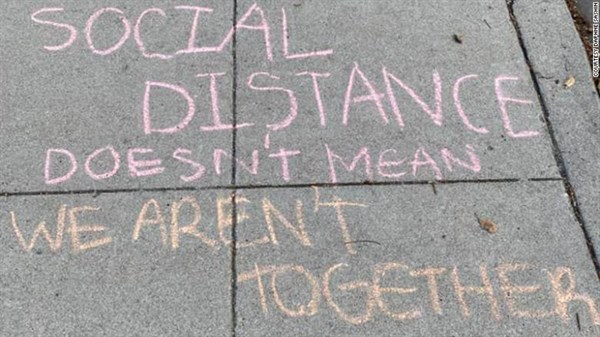 SOCIAL
DISTANCE
DOESN'T MEAN
WE AREN'T
TOGETHER